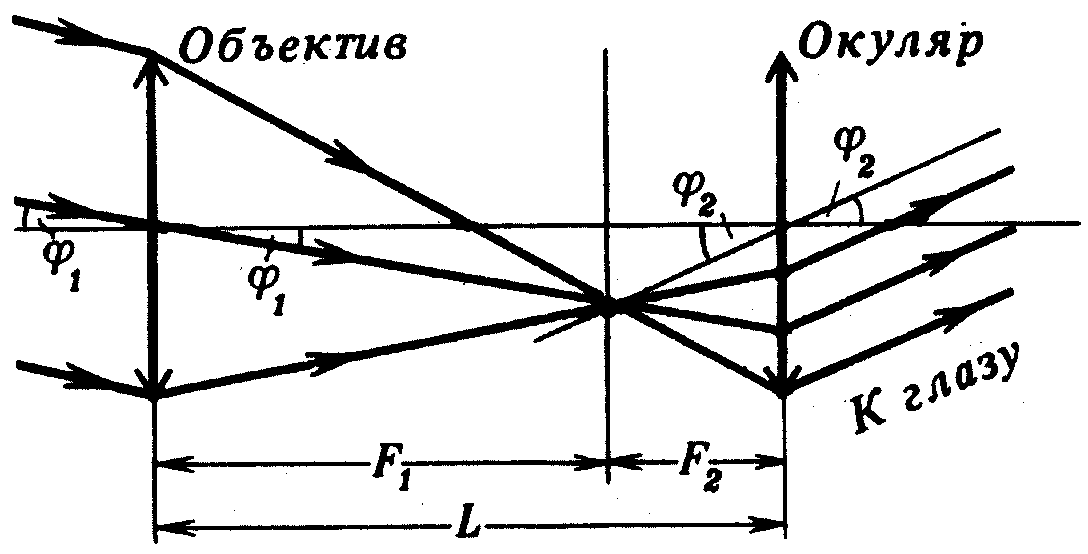 Объектив
Окуляр
φ₂
φ₂
φ₁
φ₁
К глазу
F₁
F₂
L